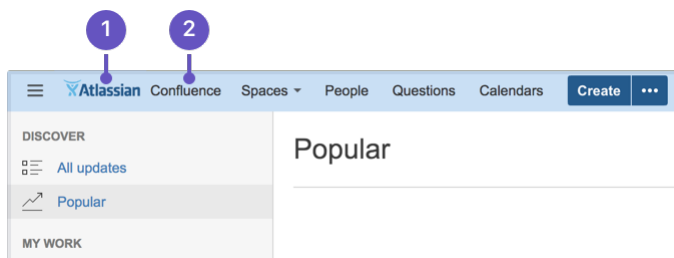 1 2
Atlassian Confluence Spaces People Questions Calendars Create
DISCOVER
All updates
Popular
MY WORK
Popular